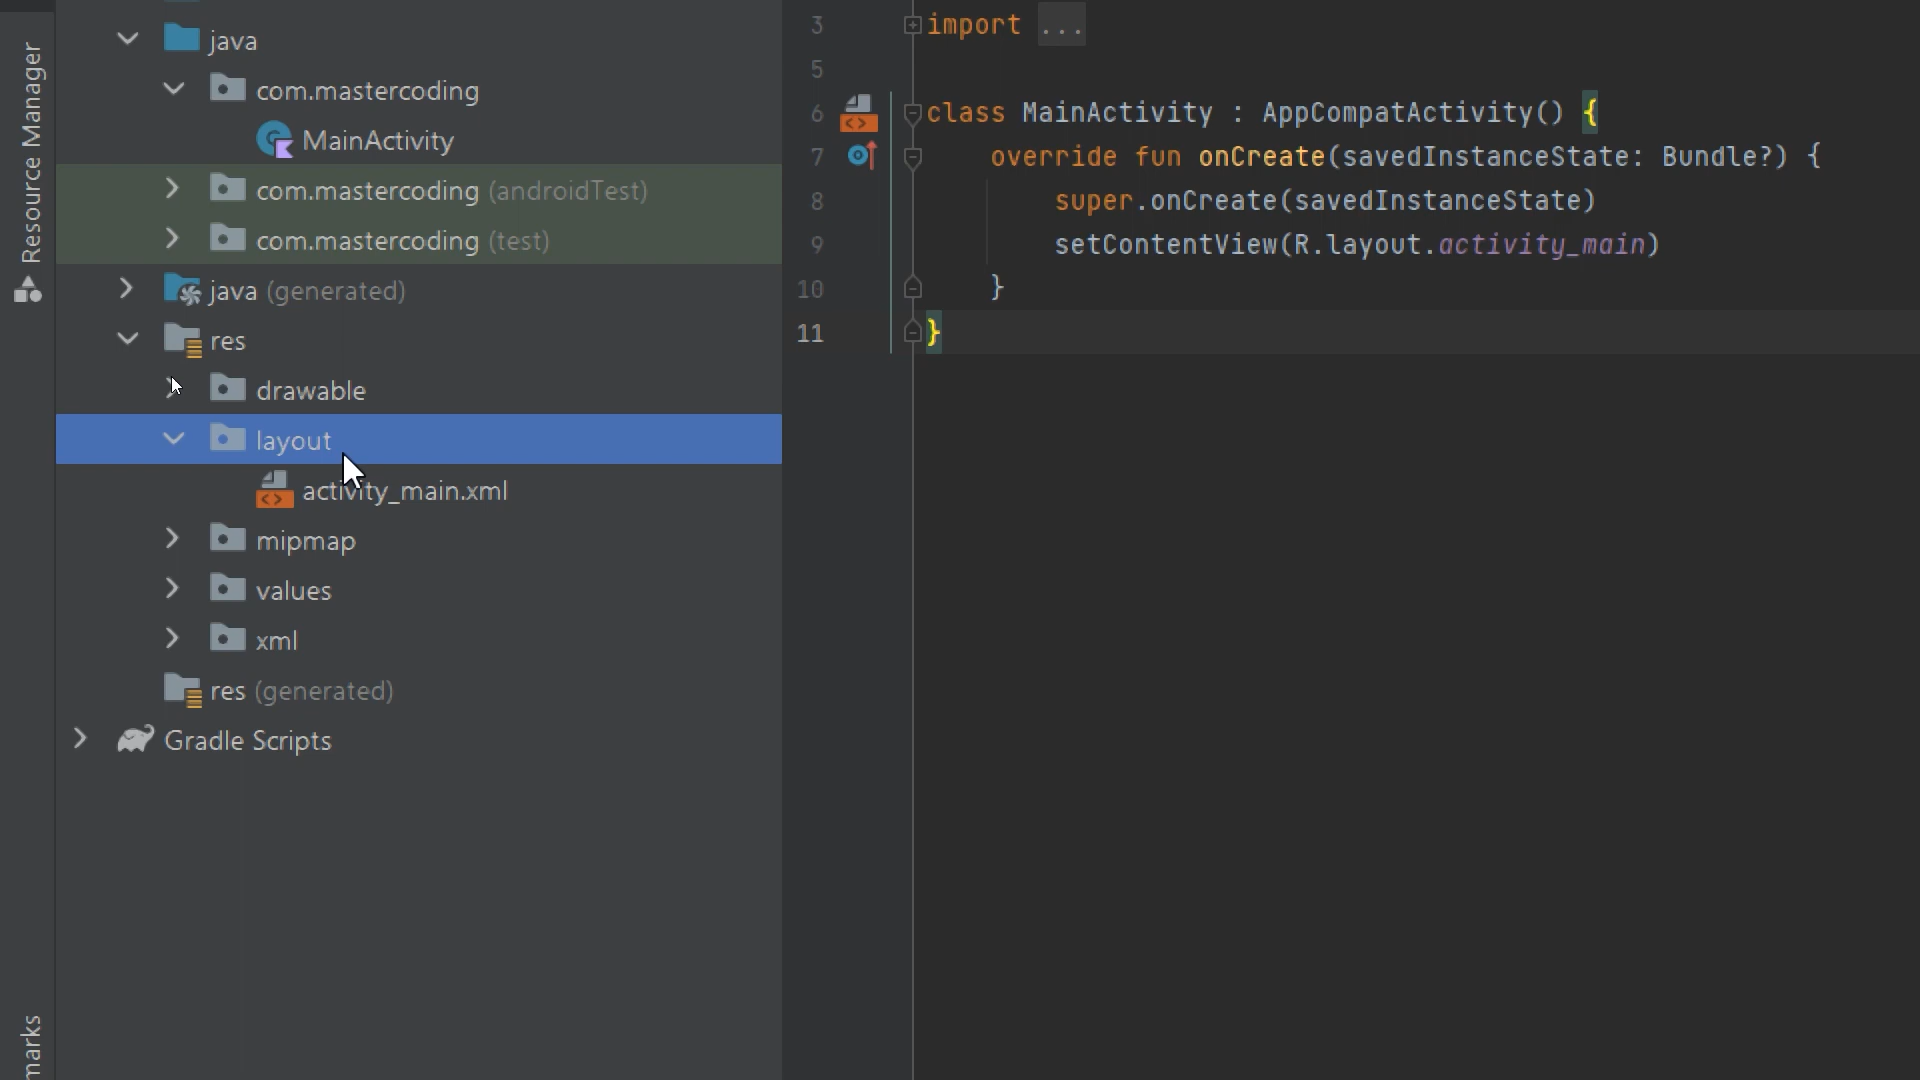 Resource Manager
marks
java
com.mastercoding
MainActivity
com.mastercoding (androidTest)
com.mastercoding (test)
java (generated)
res
drawable
layout
activity_main.xml
mipmap
values
xml
res (generated)
Gradle Scripts
3 import ...
5
6 class MainActivity : AppCompatActivity() {
7 override fun onCreate(savedInstanceState: Bundle?) {
8 super.onCreate(savedInstanceState)
9 setContentView(R.layout.activity_main)
10 }
11 }